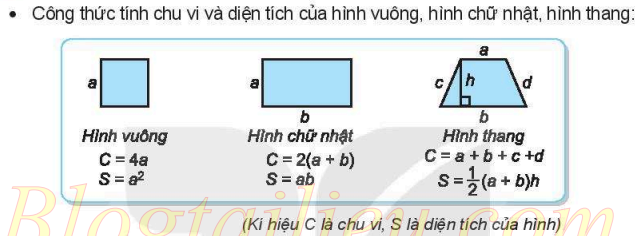 • Công thức tính chu vi và diện tích của hình vuông, hình chữ nhật, hình thang:
a
a a c h d
b b
Hình vuông Hình chữ nhật Hình thang
C = 4a C = 2(a + b) C = a + b + c +d
S = a² S = ab S = 1/2 (a + b)h
(Kí hiệu C là chu vi, S là diện tích của hình)
Blogtailieu.com